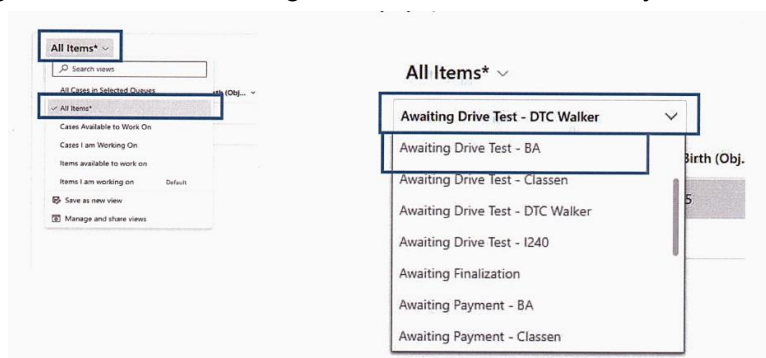 All Items*
Search views
All Cases in Selected Queues
rth (Obj...
All Items*
Cases Available to Work On
Cases I am Working On
Items available to work on
Items I am working on Default
Save as new view
Manage and share views
All Items*
Awaiting Drive Test - DTC Walker
Awaiting Drive Test - BA
Birth (Obj.
Awaiting Drive Test - Classen
5
Awaiting Drive Test - DTC Walker
Awaiting Drive Test - I240
Awaiting Finalization
Awaiting Payment - BA
Awaiting Payment - Classen